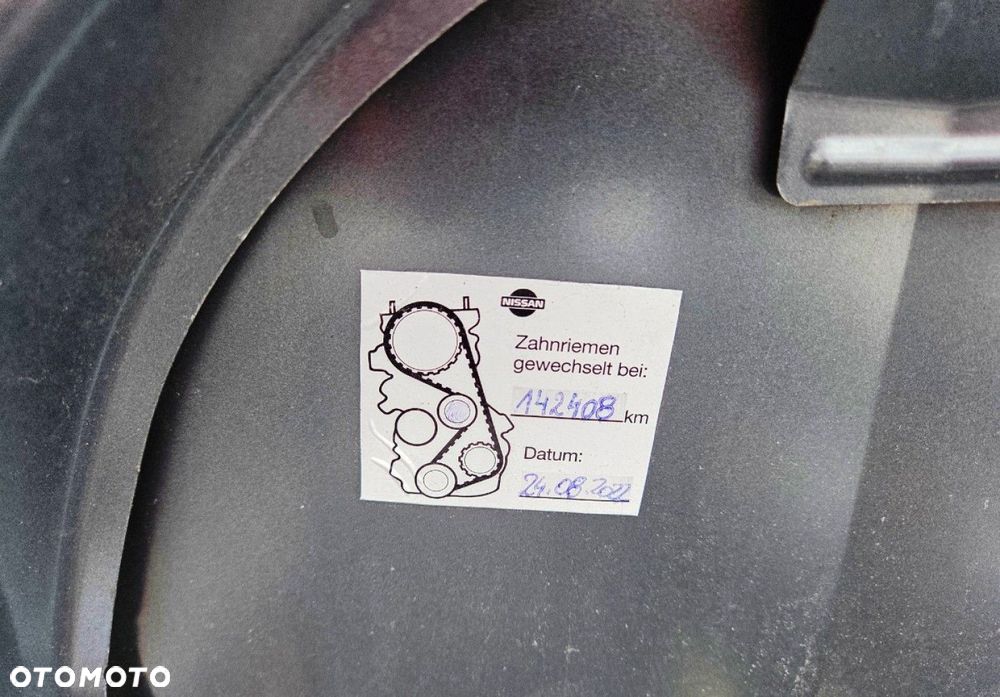 NISSAN
Zahnriemen
gewechselt bei:
142408 km
Datum:
24.08.2022
OTOMOTO